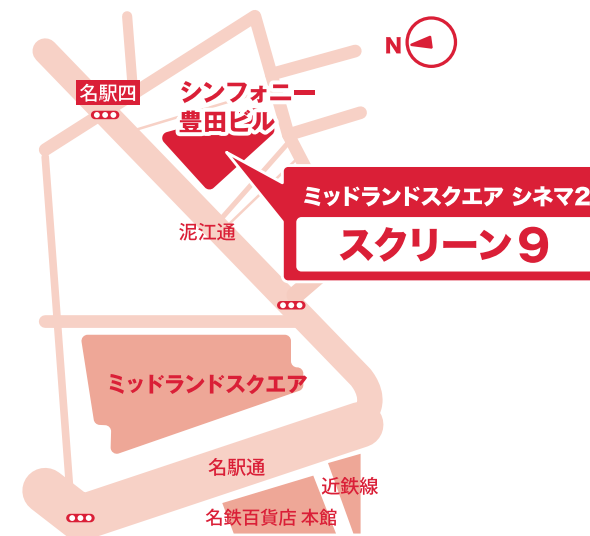 N
名駅四
シンフォニー
豊田ビル
ミッドランドスクエア シネマ2
スクリーン9
泥江通
ミッドランドスクエア
名駅通
近鉄線
名鉄百貨店 本館